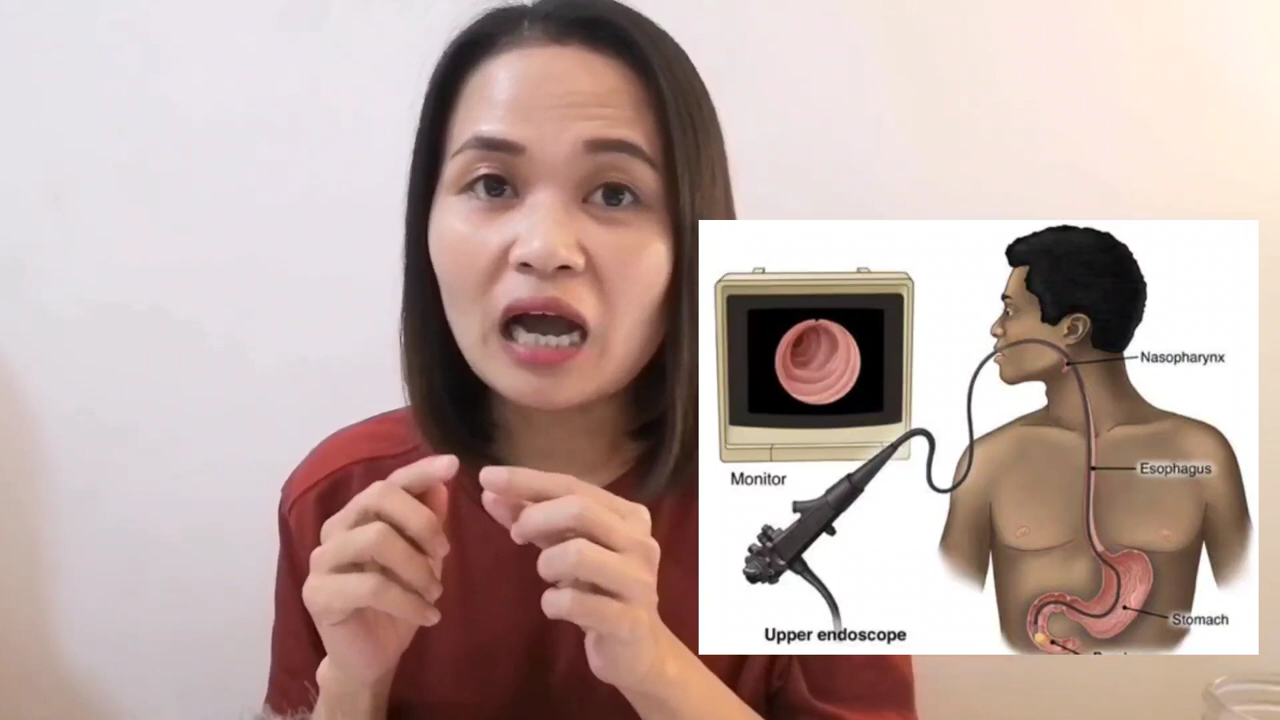 Nasopharynx
Esophagus
Monitor
Stomach
Upper endoscope